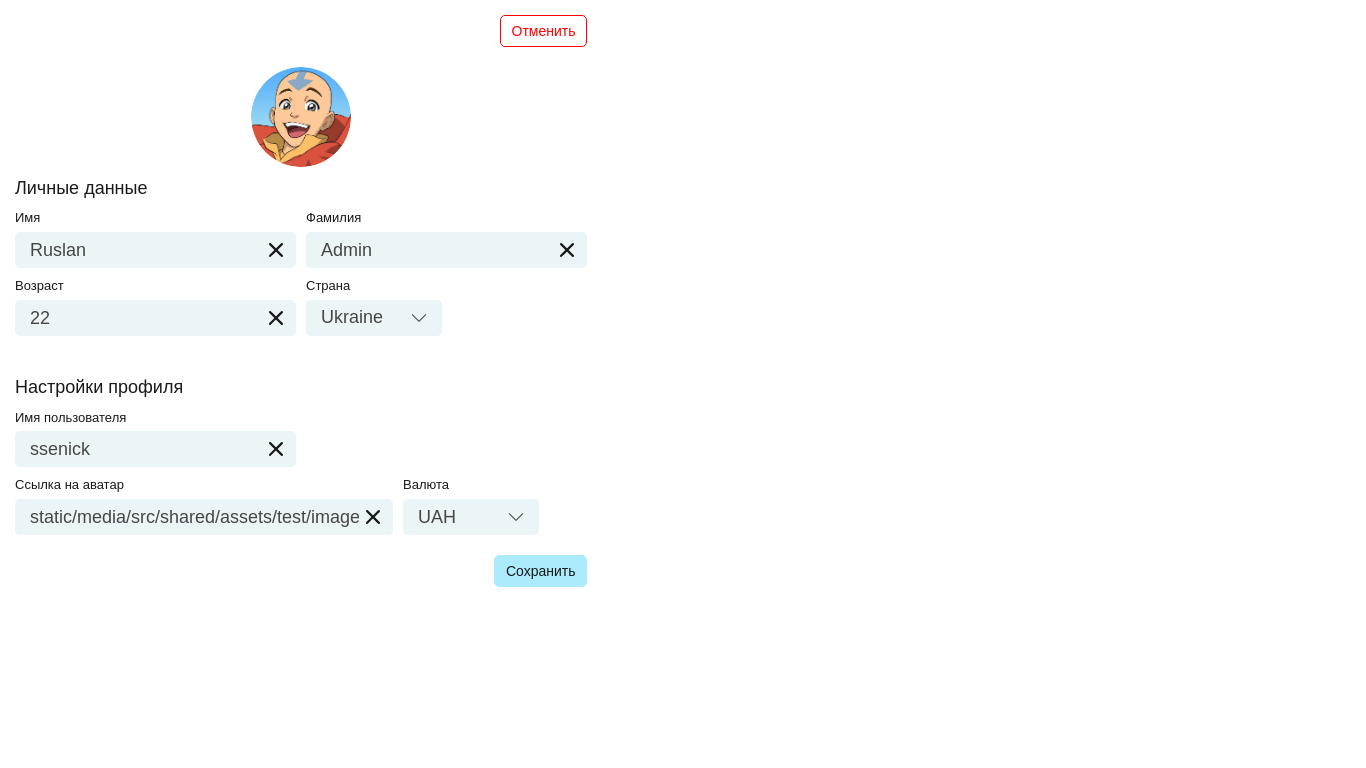 Отменить
Личные данные
Имя Фамилия
Ruslan Admin
Возраст Страна
22 Ukraine
Настройки профиля
Имя пользователя
ssenick
Ссылка на аватар Валюта
static/media/src/shared/assets/test/image UAH
Сохранить